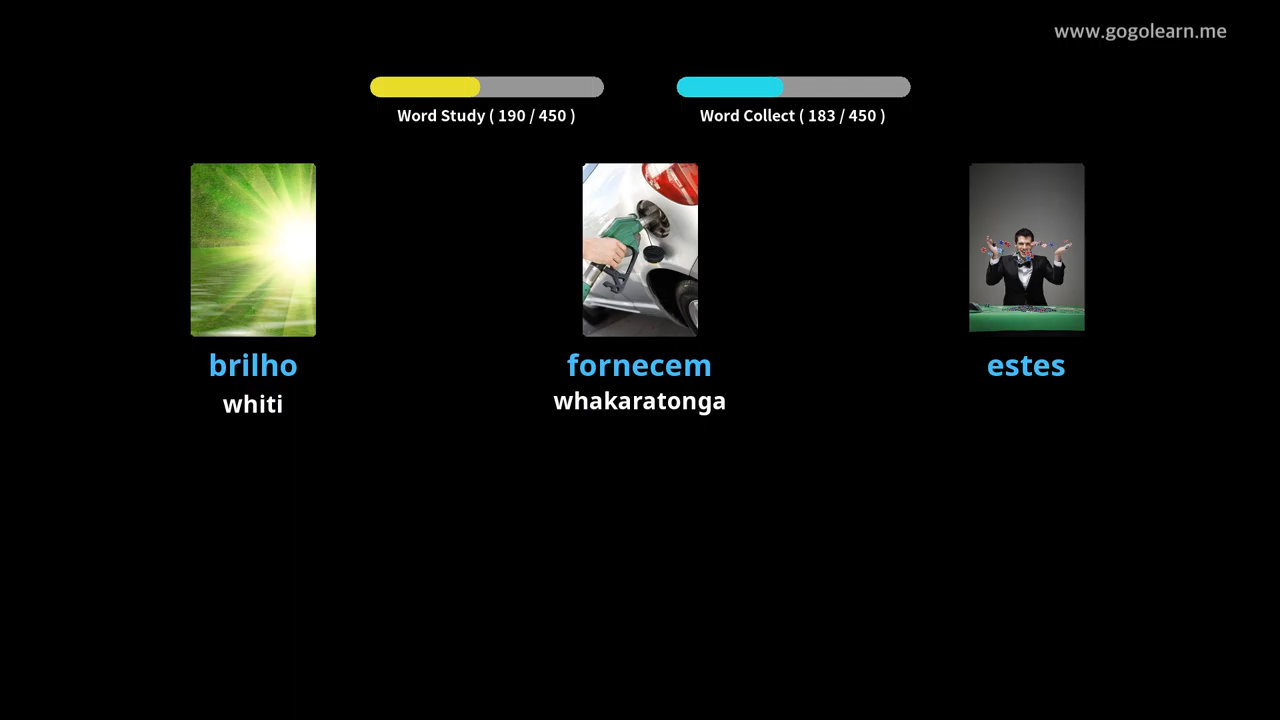 www.gogolearn.me
Word Study ( 190 / 450 )
Word Collect ( 183 / 450 )
brilho
whiti
fornecem
whakaratonga
estes